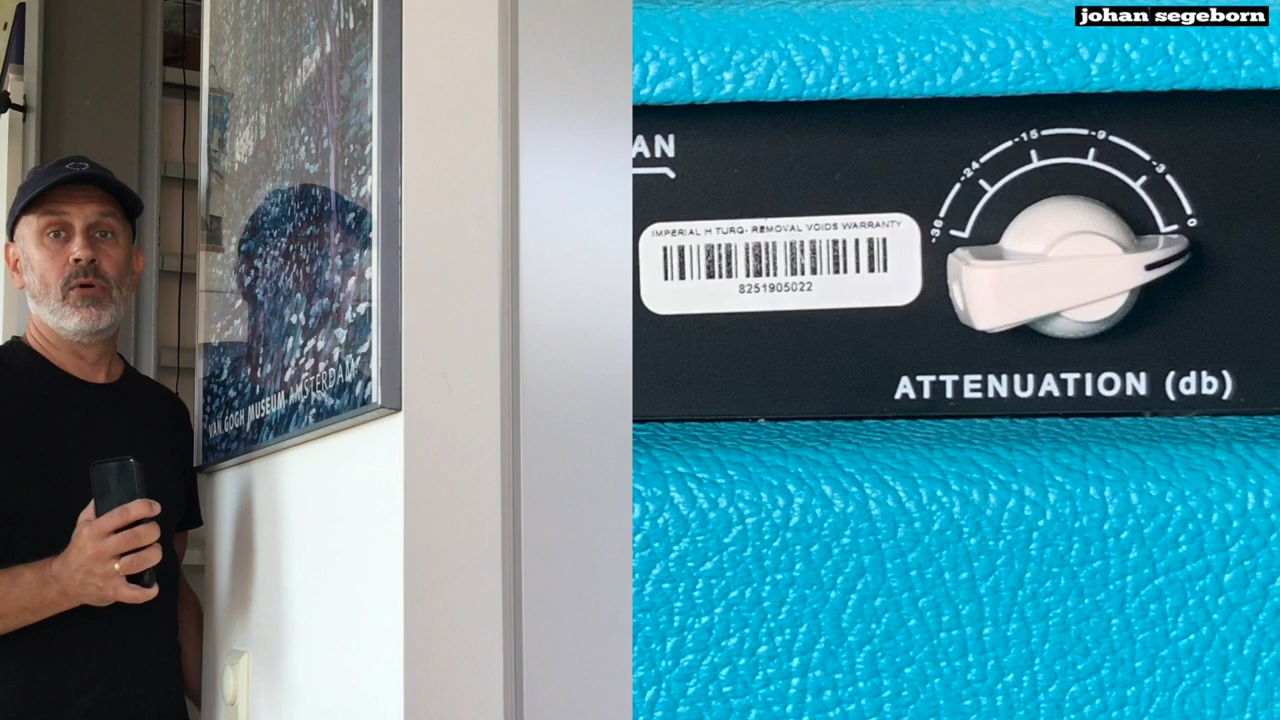 VAN GOGH MUSEUM AMSTERDAM
johan segeborn
AN
IMPERIAL H TURQ- REMOVAL VOIDS WARRANTY
8251905022
-36 -24 -15 -9 -3 0
ATTENUATION (db)